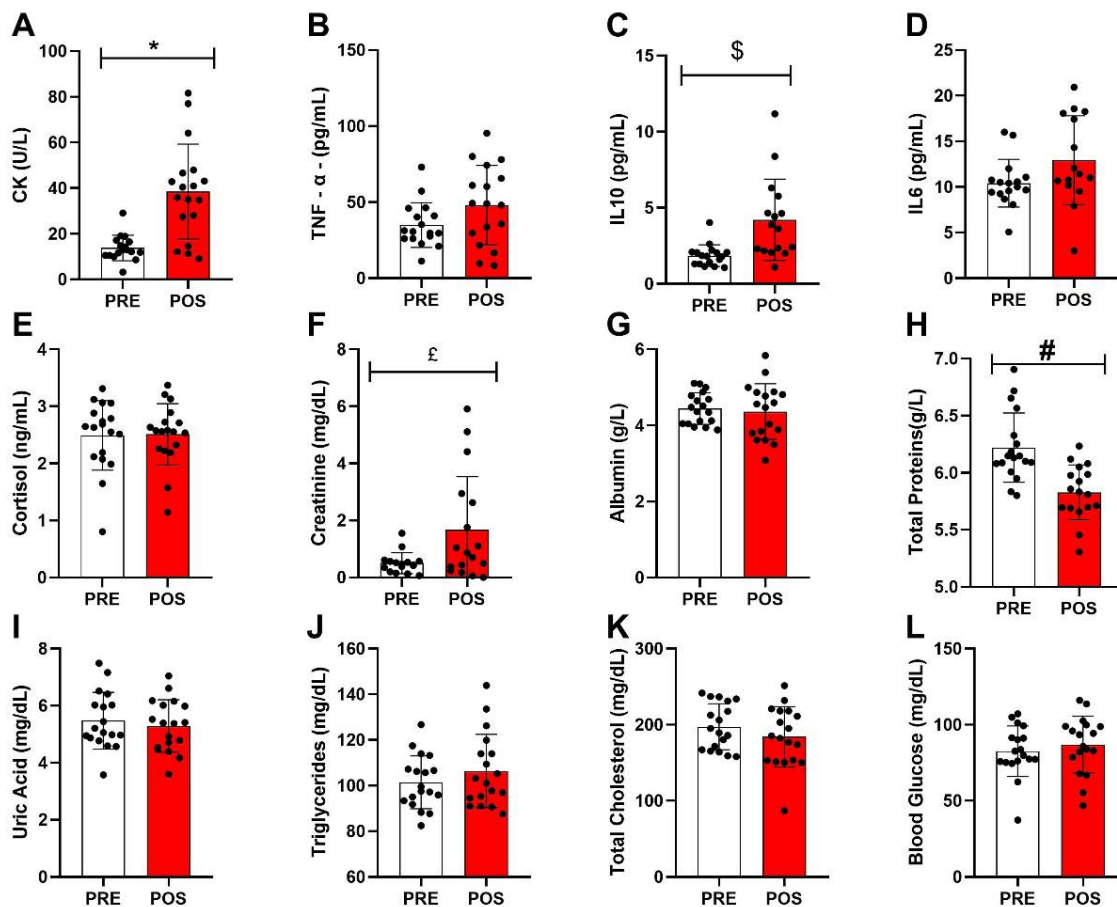 A
CK (U/L)
100
80
60
40
20
0
*
PRE POS
B
TNF - α - (pg/mL)
150
100
50
0
PRE POS
C
IL10 (pg/mL)
15
10
5
0
$
PRE POS
D
IL6 (pg/mL)
25
20
15
10
5
0
PRE POS
E
Cortisol (ng/mL)
4
3
2
1
0
PRE POS
F
Creatinine (mg/dL)
8
6
4
2
0
£
PRE POS
G
Albumin (g/L)
6
4
2
0
PRE POS
H
Total Proteins(g/L)
7.0
6.5
6.0
5.5
5.0
#
PRE POS
I
Uric Acid (mg/dL)
8
6
4
2
0
PRE POS
J
Triglycerides (mg/dL)
160
140
120
100
80
60
PRE POS
K
Total Cholesterol (mg/dL)
300
200
100
0
PRE POS
L
Blood Glucose (mg/dL)
150
100
50
0
PRE POS